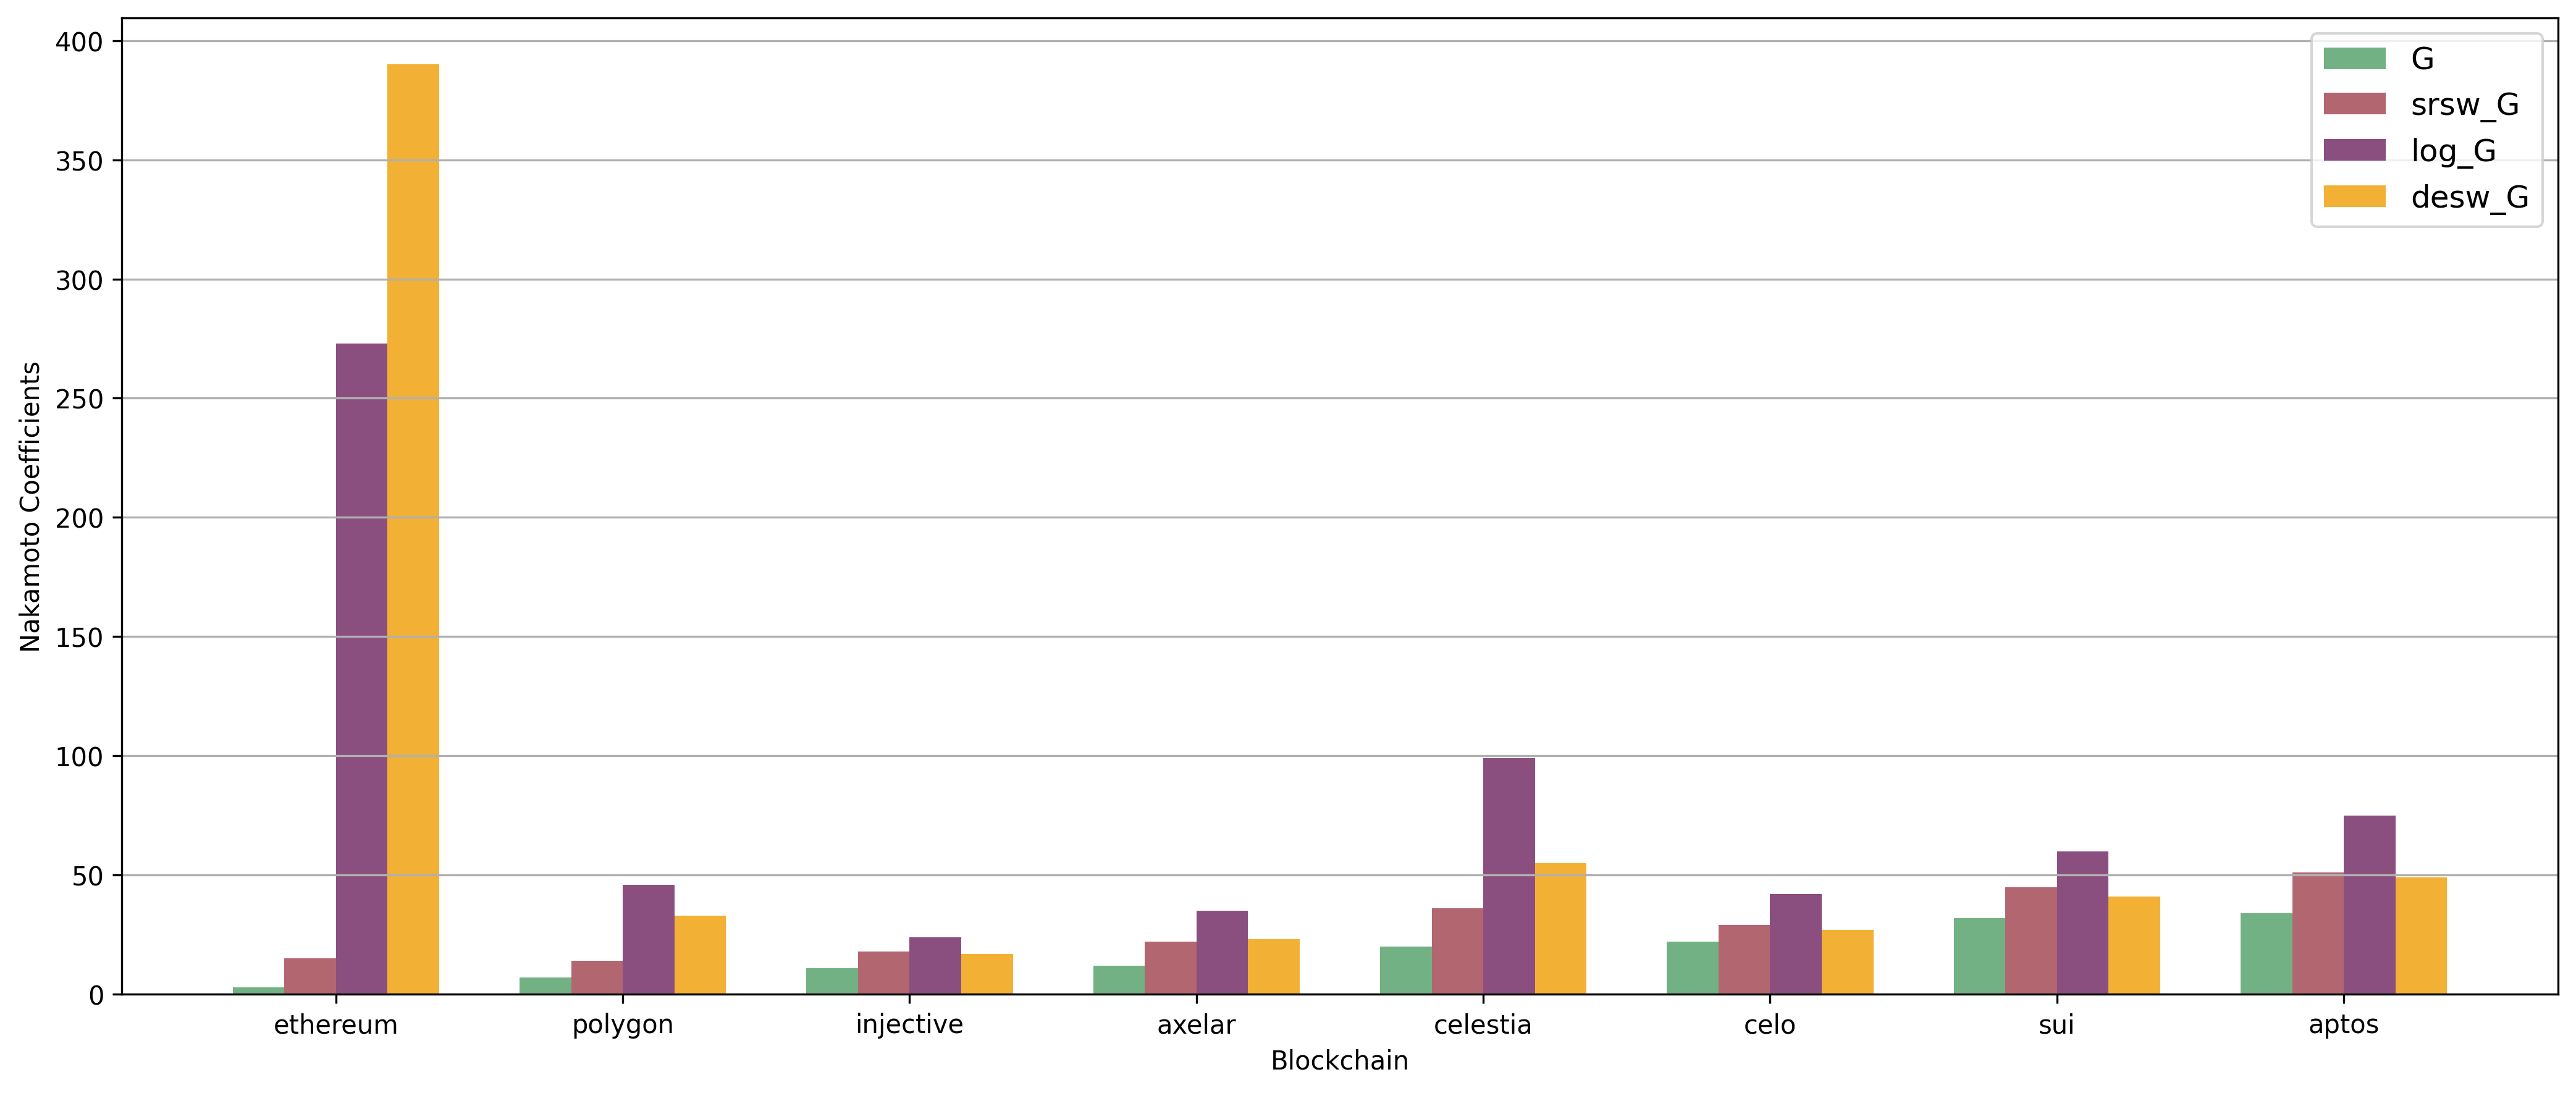 400
350
300
250
200
150
100
50
0
Nakamoto Coefficients
G
srsw_G
log_G
desw_G
ethereum polygon injective axelar celestia celo sui aptos
Blockchain